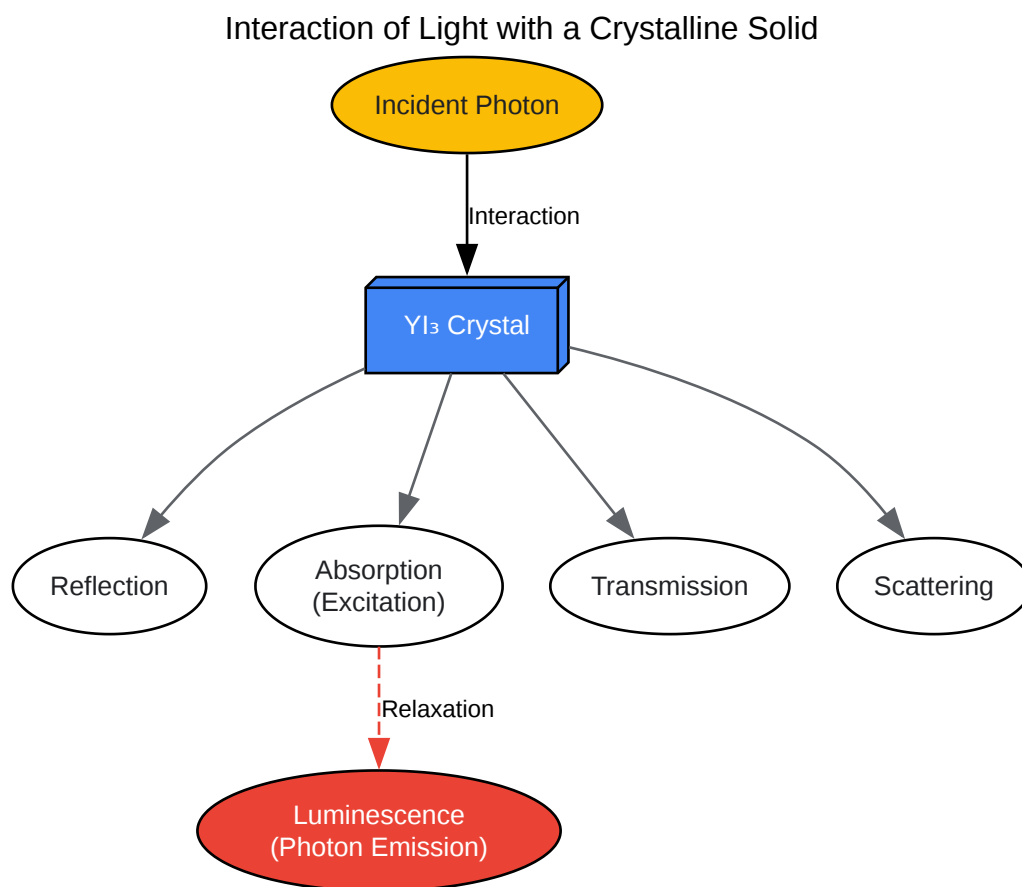 Interaction of Light with a Crystalline Solid
Incident Photon
Interaction
YI₃ Crystal
Reflection
Absorption
(Excitation)
Transmission
Scattering
Relaxation
Luminescence
(Photon Emission)